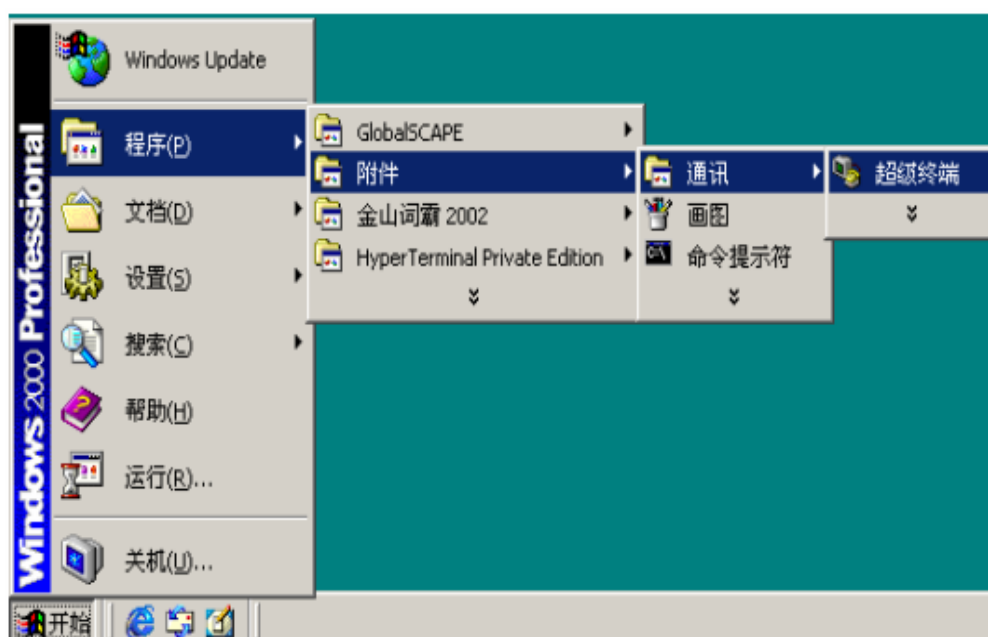 Windows 2000 Professional
Windows Update
程序(P)
文档(D)
设置(S)
搜索(C)
帮助(H)
运行(R)...
关机(U)...
GlobalSCAPE
附件
金山词霸 2002
HyperTerminal Private Edition
通讯
画图
命令提示符
超级终端
开始